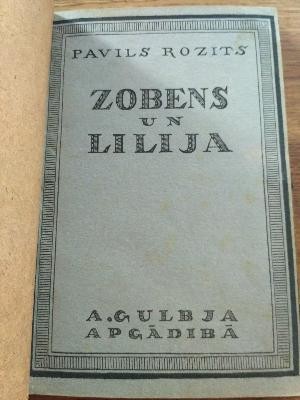 PAVILS ROZITS
ZOBENS
UN
LILIJA
A. GULBJA
APGĀDIBĀ